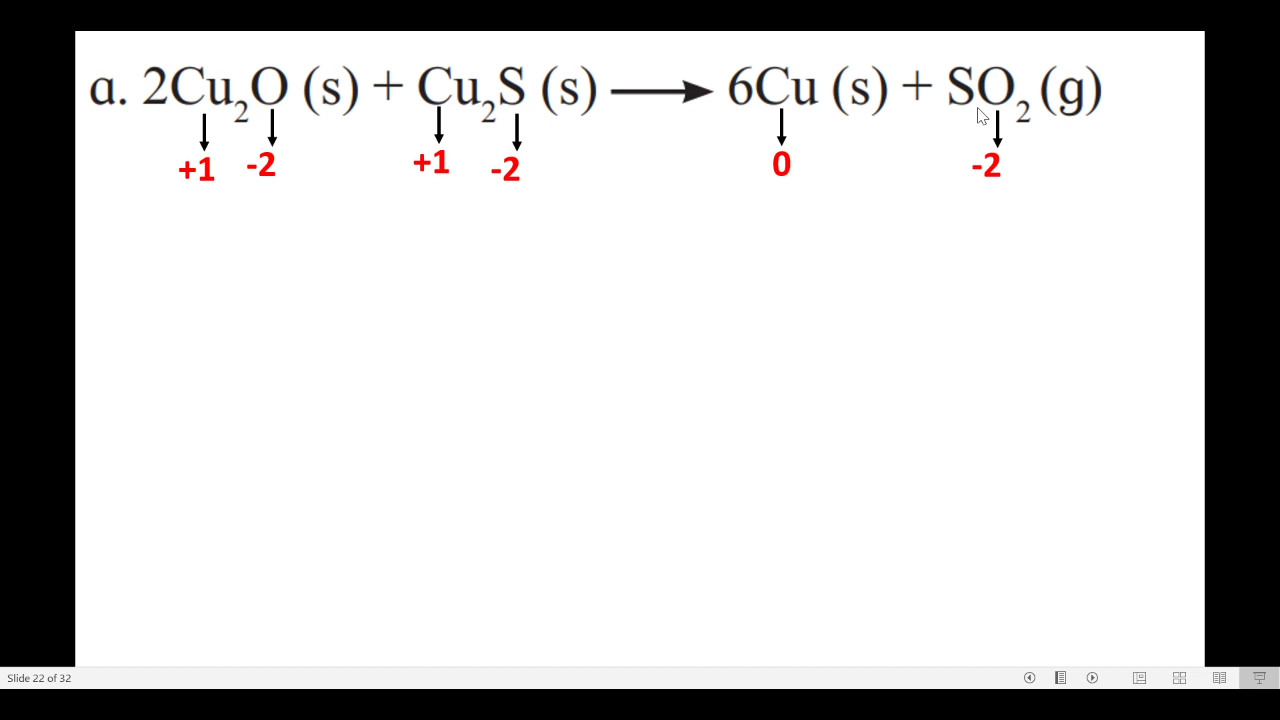 a. 2Cu₂O (s) + Cu₂S (s) ⟶ 6Cu (s) + SO₂ (g)
+1 -2 +1 -2 0 -2
Slide 22 of 32